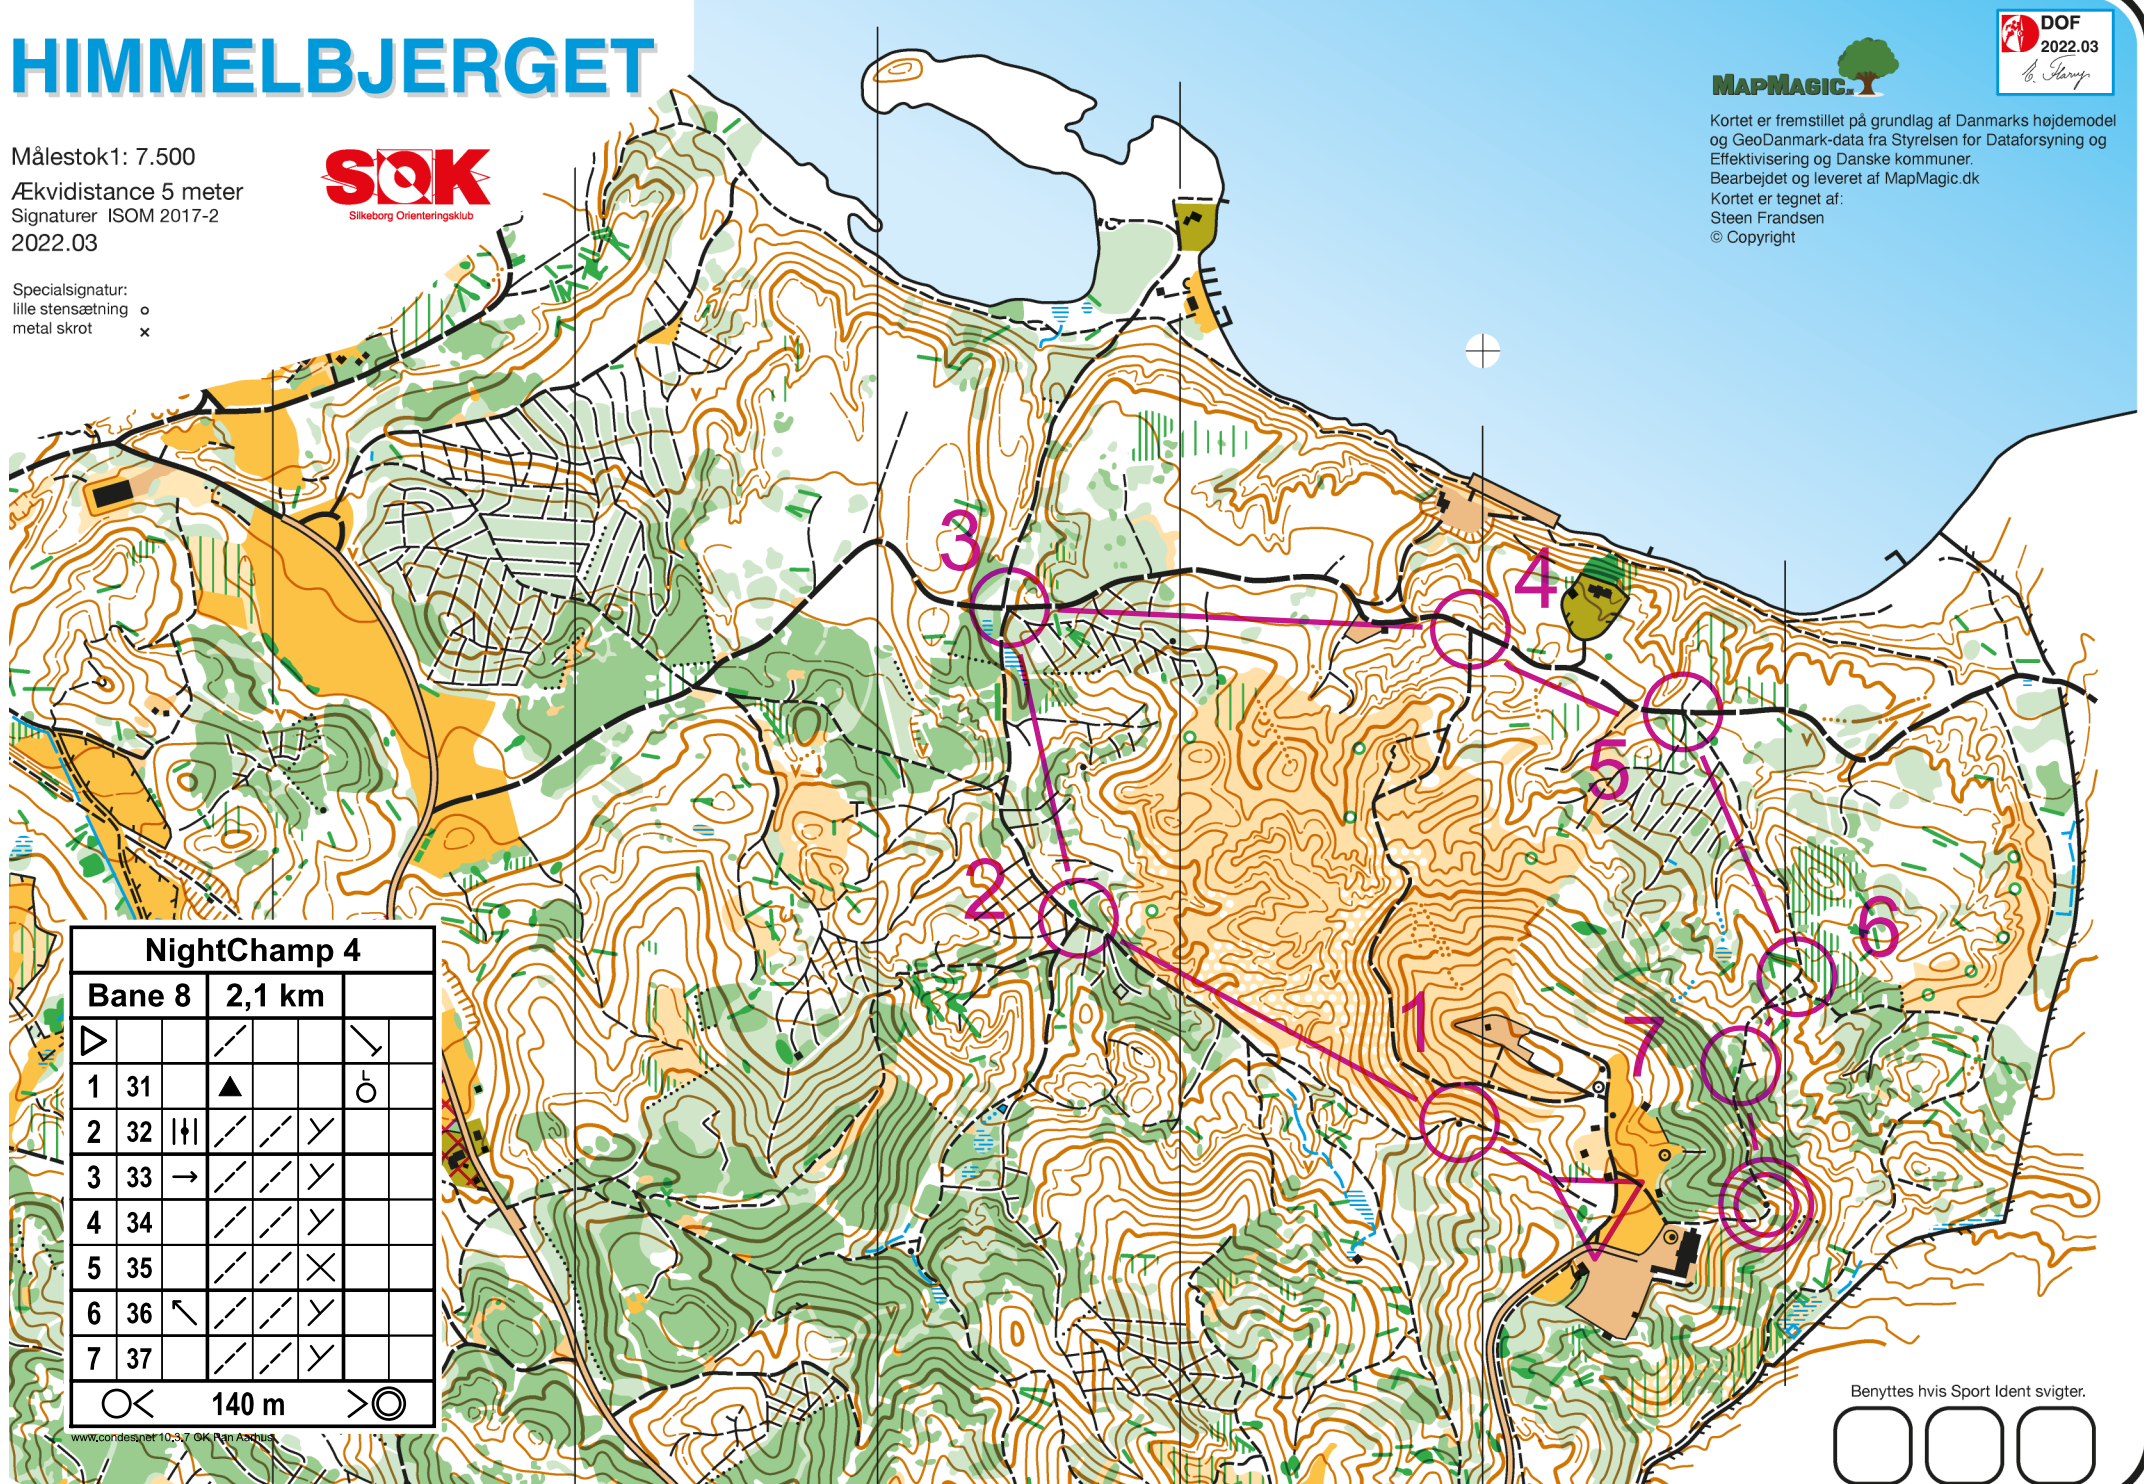 HIMMELBJERGET
Målestok1: 7.500
Ækvidistance 5 meter
Signaturer ISOM 2017-2
2022.03
SOK
Silkeborg Orienteringsklub
Specialsignatur:
lille stensætning
metal skrot
MAPMAGIC.DK
DOF
2022.03
Kortet er fremstillet på grundlag af Danmarks højdemodel
og GeoDanmark-data fra Styrelsen for Dataforsyning og
Effektivisering og Danske kommuner.
Bearbejdet og leveret af MapMagic.dk
Kortet er tegnet af:
Steen Frandsen
© Copyright
3
4
5
2
6
1
7
NightChamp 4
Bane 8 2,1 km
1 31
L
2 32
3 33
4 34
5 35
6 36
7 37
140 m
www.condes.net 10.3.7 OK Pan Aarhus
Benyttes hvis Sport Ident svigter.